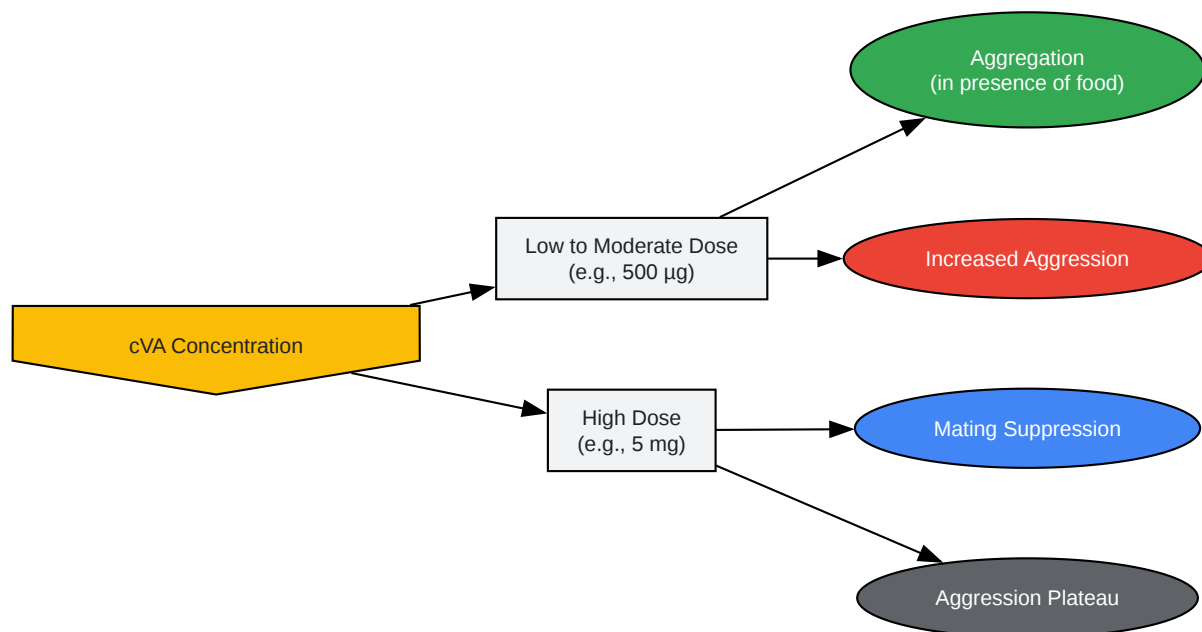 Aggregation
(in presence of food)
Low to Moderate Dose
(e.g., 500 µg)
Increased Aggression
cVA Concentration
High Dose
(e.g., 5 mg)
Mating Suppression
Aggression Plateau